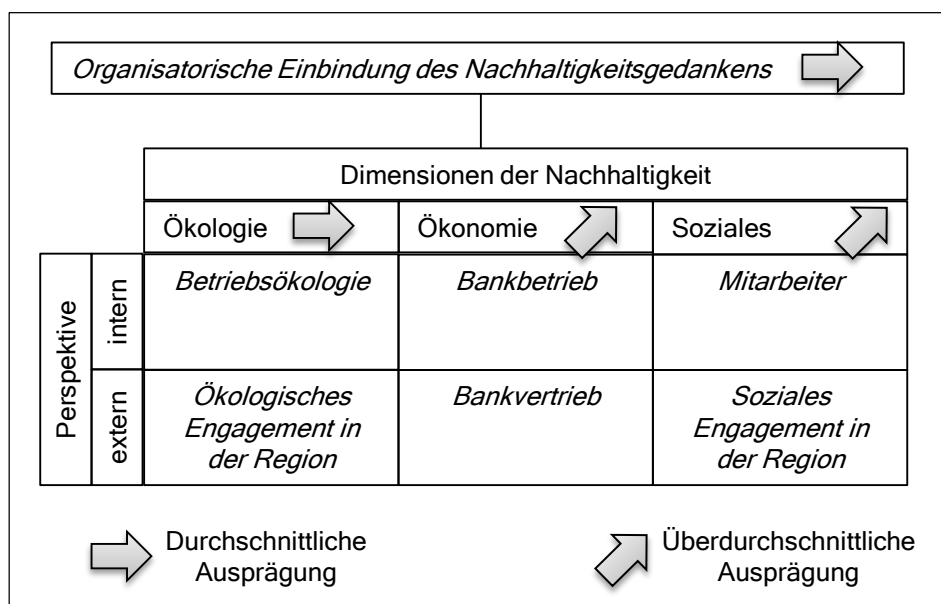 Organisatorische Einbindung des Nachhaltigkeitsgedankens
Dimensionen der Nachhaltigkeit
Ökologie
Ökonomie
Soziales
Perspektive
intern
Betriebsökologie
Bankbetrieb
Mitarbeiter
extern
Ökologisches
Engagement in
der Region
Bankvertrieb
Soziales
Engagement in
der Region
Durchschnittliche
Ausprägung
Überdurchschnittliche
Ausprägung